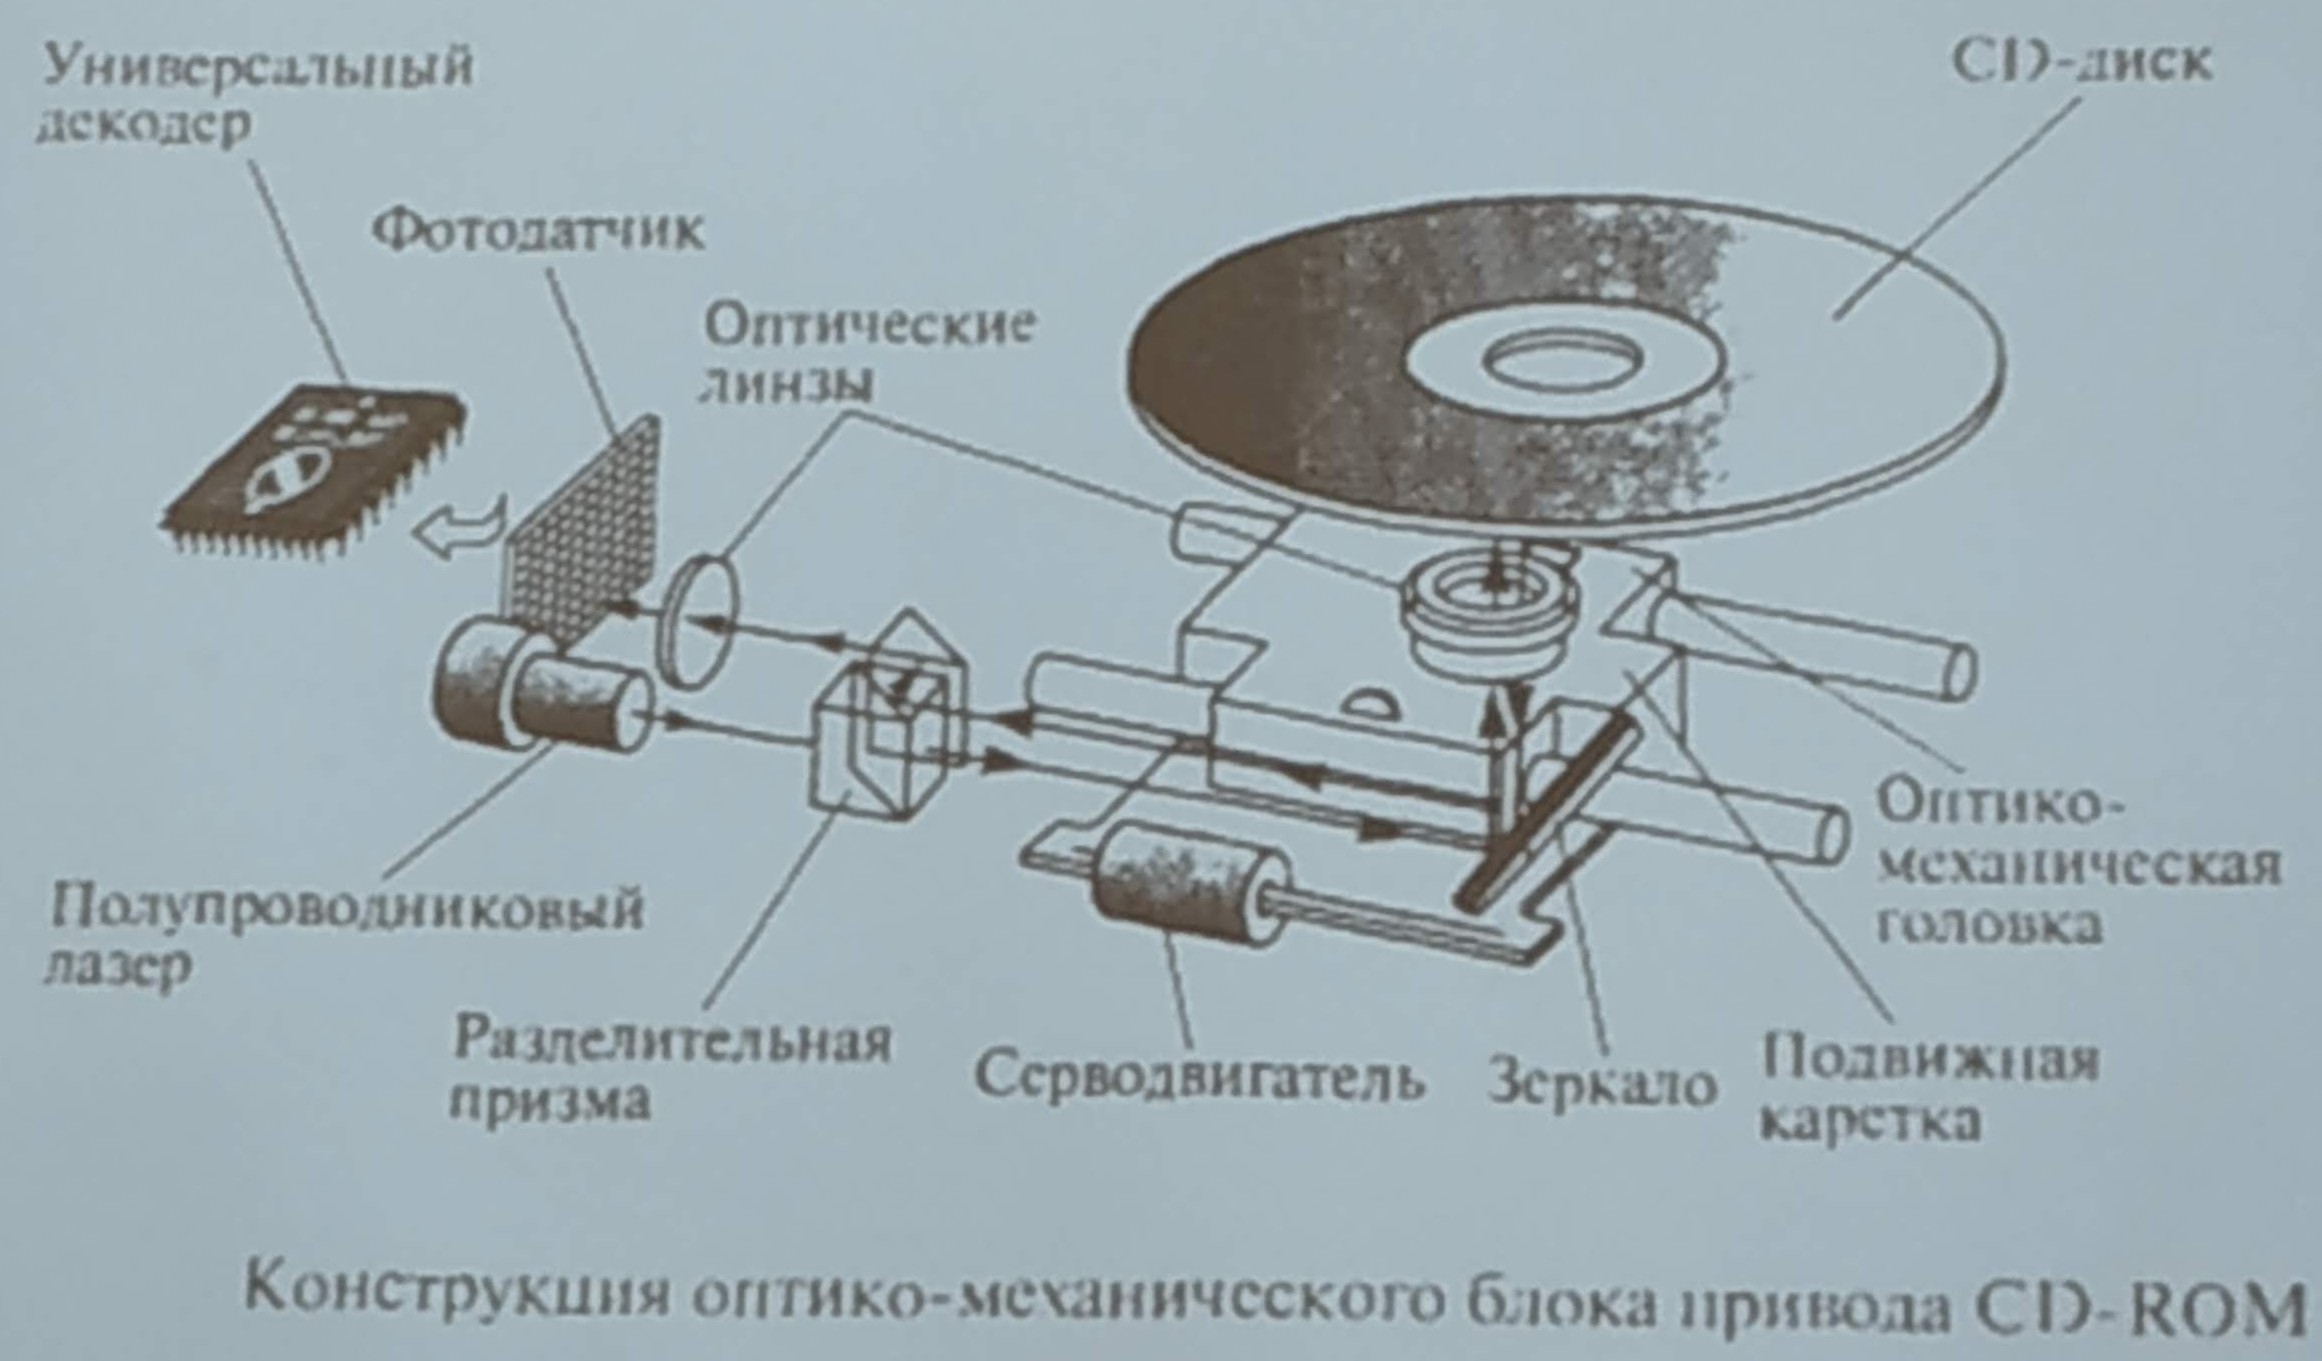 Универсальный
декодер
CD-диск
Фотодатчик
Оптические
линзы
Оптико-
механическая
головка
Полупроводниковый
лазер
Разделительная
призма
Серводвигатель
Зеркало
Подвижная
каретка
Конструкция оптико-механического блока привода CD-ROM